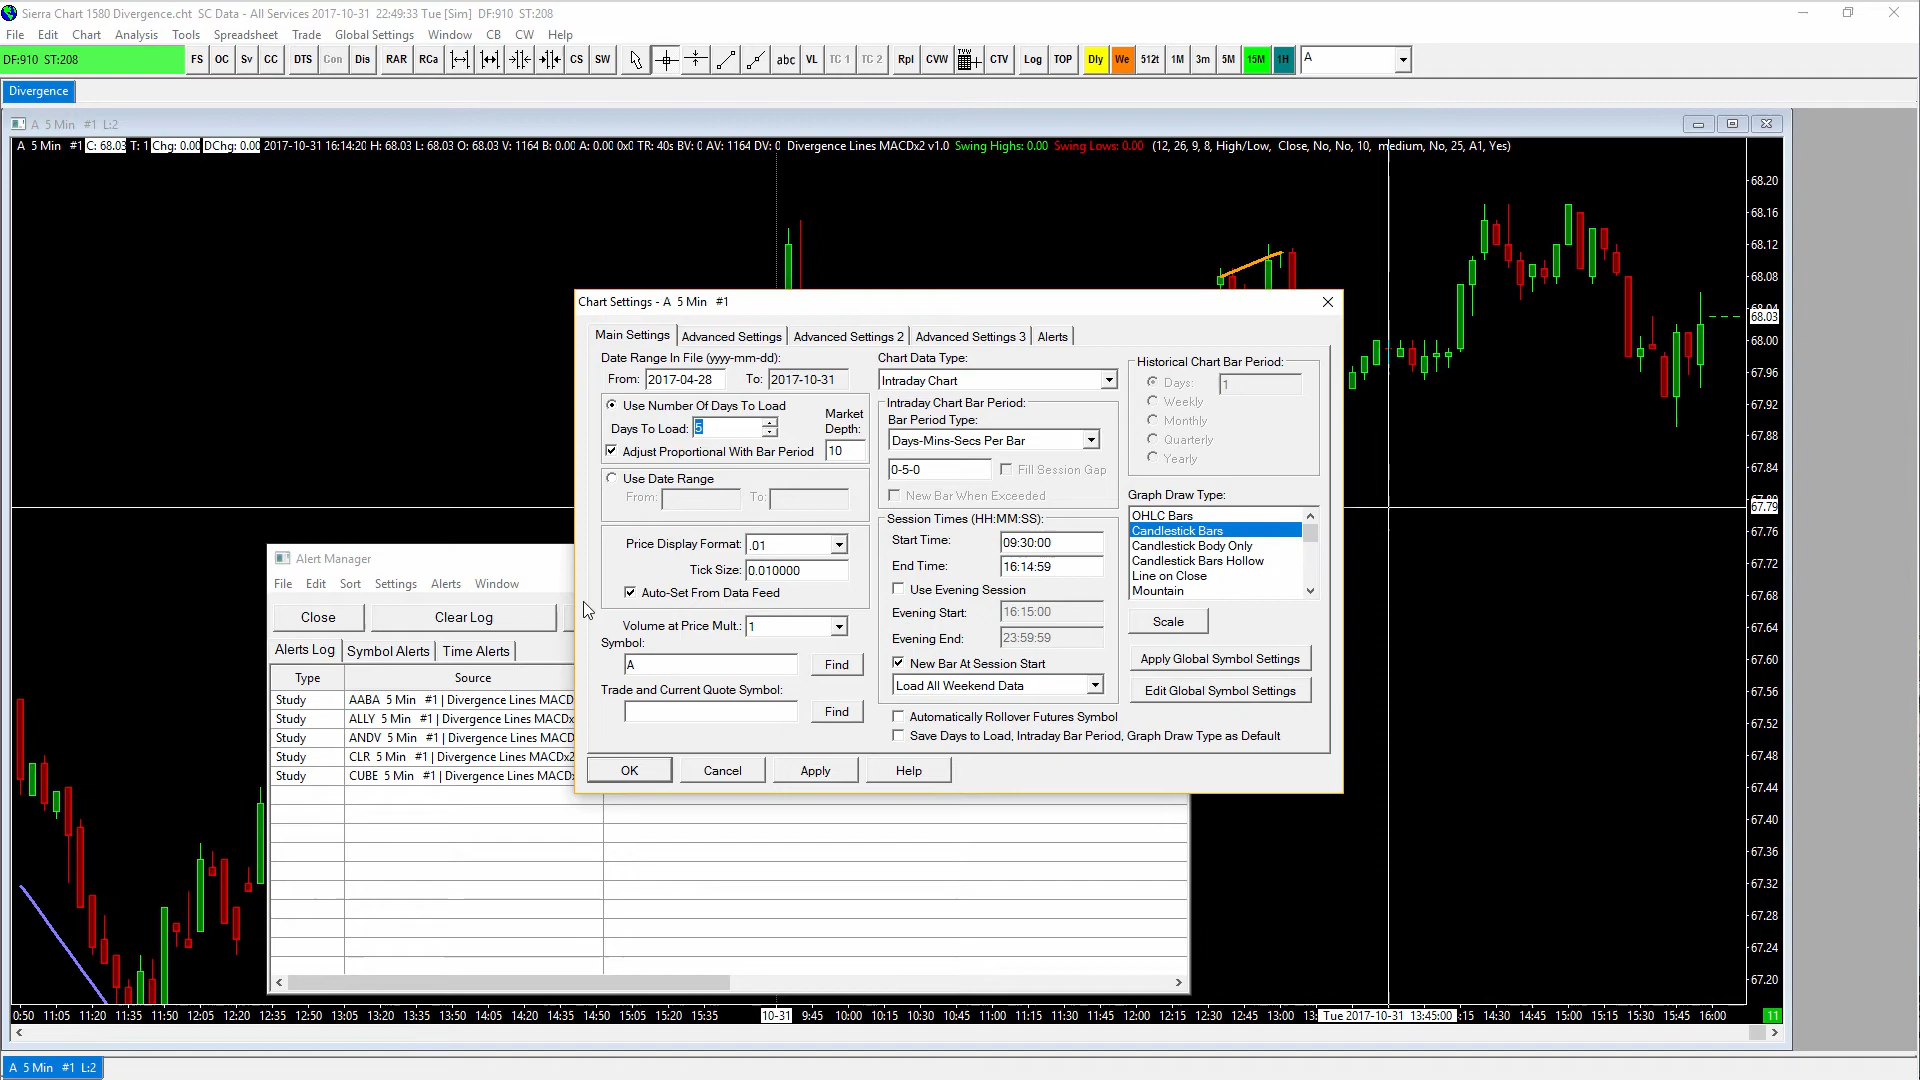 Sierra Chart 1580 Divergence.cht  SC Data - All Services 2017-10-31  22:49:33 Tue [Sim]  DF:910  ST:208
File Edit Chart Analysis Tools Spreadsheet Trade Global Settings Window CB CW Help
DF:910  ST:208 FS OC Sv CC DTS Con Dis RAR RCa CS SW abc VL TC 1 TC 2 Rpl CVW TVW CTV Log TOP Dly We 512t 1M 3m 5M 15M 1H A
Divergence
A  5 Min  #1  L:2
A  5 Min  #1 C: 68.03 T: 1 Chg: 0.00 DChg: 0.00 2017-10-31 16:14:20 H: 68.03 L: 68.03 O: 68.03 V: 1164 B: 0.00 A: 0.00 0x0 TR: 40s BV: 0 AV: 1164 DV: 0 Divergence Lines MACDx2 v1.0 Swing Highs: 0.00 Swing Lows: 0.00 (12, 26, 9, 8, High/Low,  Close, No, No, 10,  medium, No, 25, A1, Yes)
68.20
68.16
68.12
68.08
68.04
68.03
68.00
67.96
67.92
67.88
67.84
67.80
67.79
67.76
67.72
67.68
67.64
67.60
67.56
67.52
67.48
67.44
67.40
67.36
67.32
67.28
67.24
67.20
Chart Settings - A  5 Min  #1
Main Settings Advanced Settings Advanced Settings 2 Advanced Settings 3 Alerts
Date Range In File (yyyy-mm-dd):
From: 2017-04-28 To: 2017-10-31
Use Number Of Days To Load
Market Depth:
Days To Load: 5
Adjust Proportional With Bar Period 10
Use Date Range
From: To:
Price Display Format: .01
Tick Size: 0.010000
Auto-Set From Data Feed
Volume at Price Mult.: 1
Symbol:
A Find
Trade and Current Quote Symbol:
Find
Chart Data Type:
Intraday Chart
Intraday Chart Bar Period:
Bar Period Type:
Days-Mins-Secs Per Bar
0-5-0 Fill Session Gap
New Bar When Exceeded
Session Times (HH:MM:SS):
Start Time: 09:30:00
End Time: 16:14:59
Use Evening Session
Evening Start: 16:15:00
Evening End: 23:59:59
New Bar At Session Start
Load All Weekend Data
Automatically Rollover Futures Symbol
Save Days to Load, Intraday Bar Period, Graph Draw Type as Default
Historical Chart Bar Period:
Days: 1
Weekly
Monthly
Quarterly
Yearly
Graph Draw Type:
OHLC Bars
Candlestick Bars
Candlestick Body Only
Candlestick Bars Hollow
Line on Close
Mountain
Scale
Apply Global Symbol Settings
Edit Global Symbol Settings
OK Cancel Apply Help
Alert Manager
File Edit Sort Settings Alerts Window
Close Clear Log
Alerts Log Symbol Alerts Time Alerts
Type Source
Study AABA  5 Min  #1 | Divergence Lines MACD
Study ALLY  5 Min  #1 | Divergence Lines MACDx
Study ANDV  5 Min  #1 | Divergence Lines MACD
Study CLR  5 Min  #1 | Divergence Lines MACDx2
Study CUBE  5 Min  #1 | Divergence Lines MACDx
0:50 11:05 11:20 11:35 11:50 12:05 12:20 12:35 12:50 13:05 13:20 13:35 13:50 14:05 14:20 14:35 14:50 15:05 15:20 15:35 10-31 9:45 10:00 10:15 10:30 10:45 11:00 11:15 11:30 11:45 12:00 12:15 12:30 12:45 13:00 13: Tue 2017-10-31  13:45:00 :15 14:30 14:45 15:00 15:15 15:30 15:45 16:00 11
A  5 Min  #1  L:2